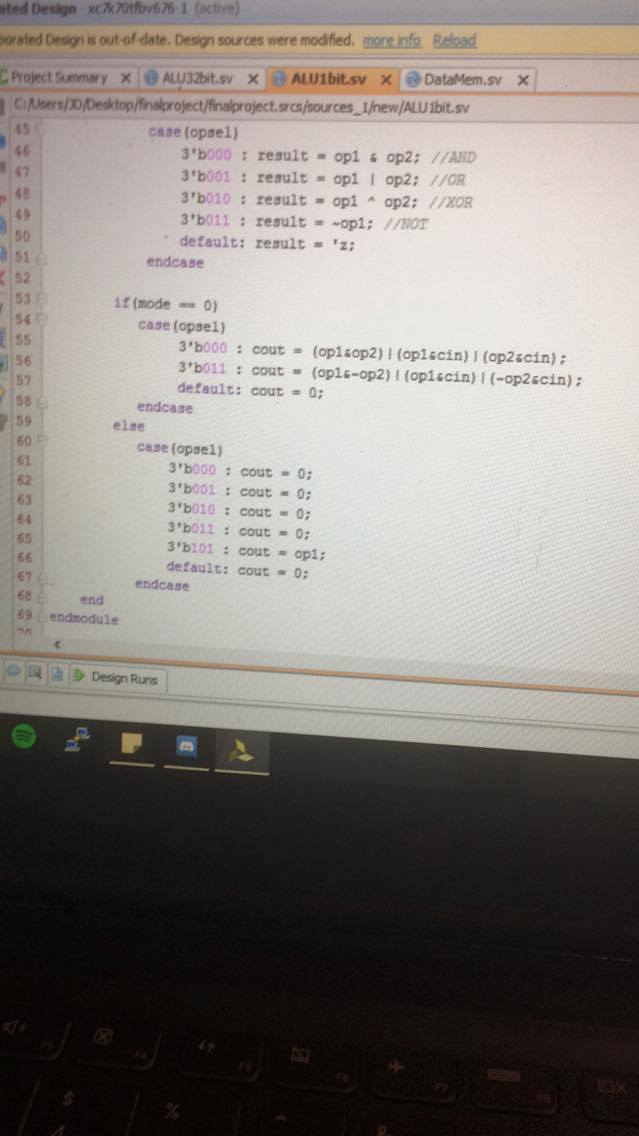 ated Design - xc7k70tfbv676-1 (active)
borated Design is out-of-date. Design sources were modified. more info Reload
Project Summary × ALU32bit.sv × ALU1bit.sv × DataMem.sv ×
C:/Users/JD/Desktop/finalproject/finalproject.srcs/sources_1/new/ALU1bit.sv
45 case(opsel)
46 3'b000 : result = op1 & op2; //AND
47 3'b001 : result = op1 | op2; //OR
48 3'b010 : result = op1 ^ op2; //XOR
49 3'b011 : result = ~op1; //NOT
50 default: result = 'z;
51 endcase
52
53 if(mode == 0)
54 case(opsel)
55 3'b000 : cout = (op1&op2)|(op1&cin)|(op2&cin);
56 3'b011 : cout = (op1&~op2)|(op1&cin)|(~op2&cin);
57 default: cout = 0;
58 endcase
59 else
60 case(opsel)
61 3'b000 : cout = 0;
62 3'b001 : cout = 0;
63 3'b010 : cout = 0;
64 3'b011 : cout = 0;
65 3'b101 : cout = op1;
66 default: cout = 0;
67 endcase
68 end
69 endmodule
70
Design Runs
F3 F4 F5 F6 F7 F8
$ %
4